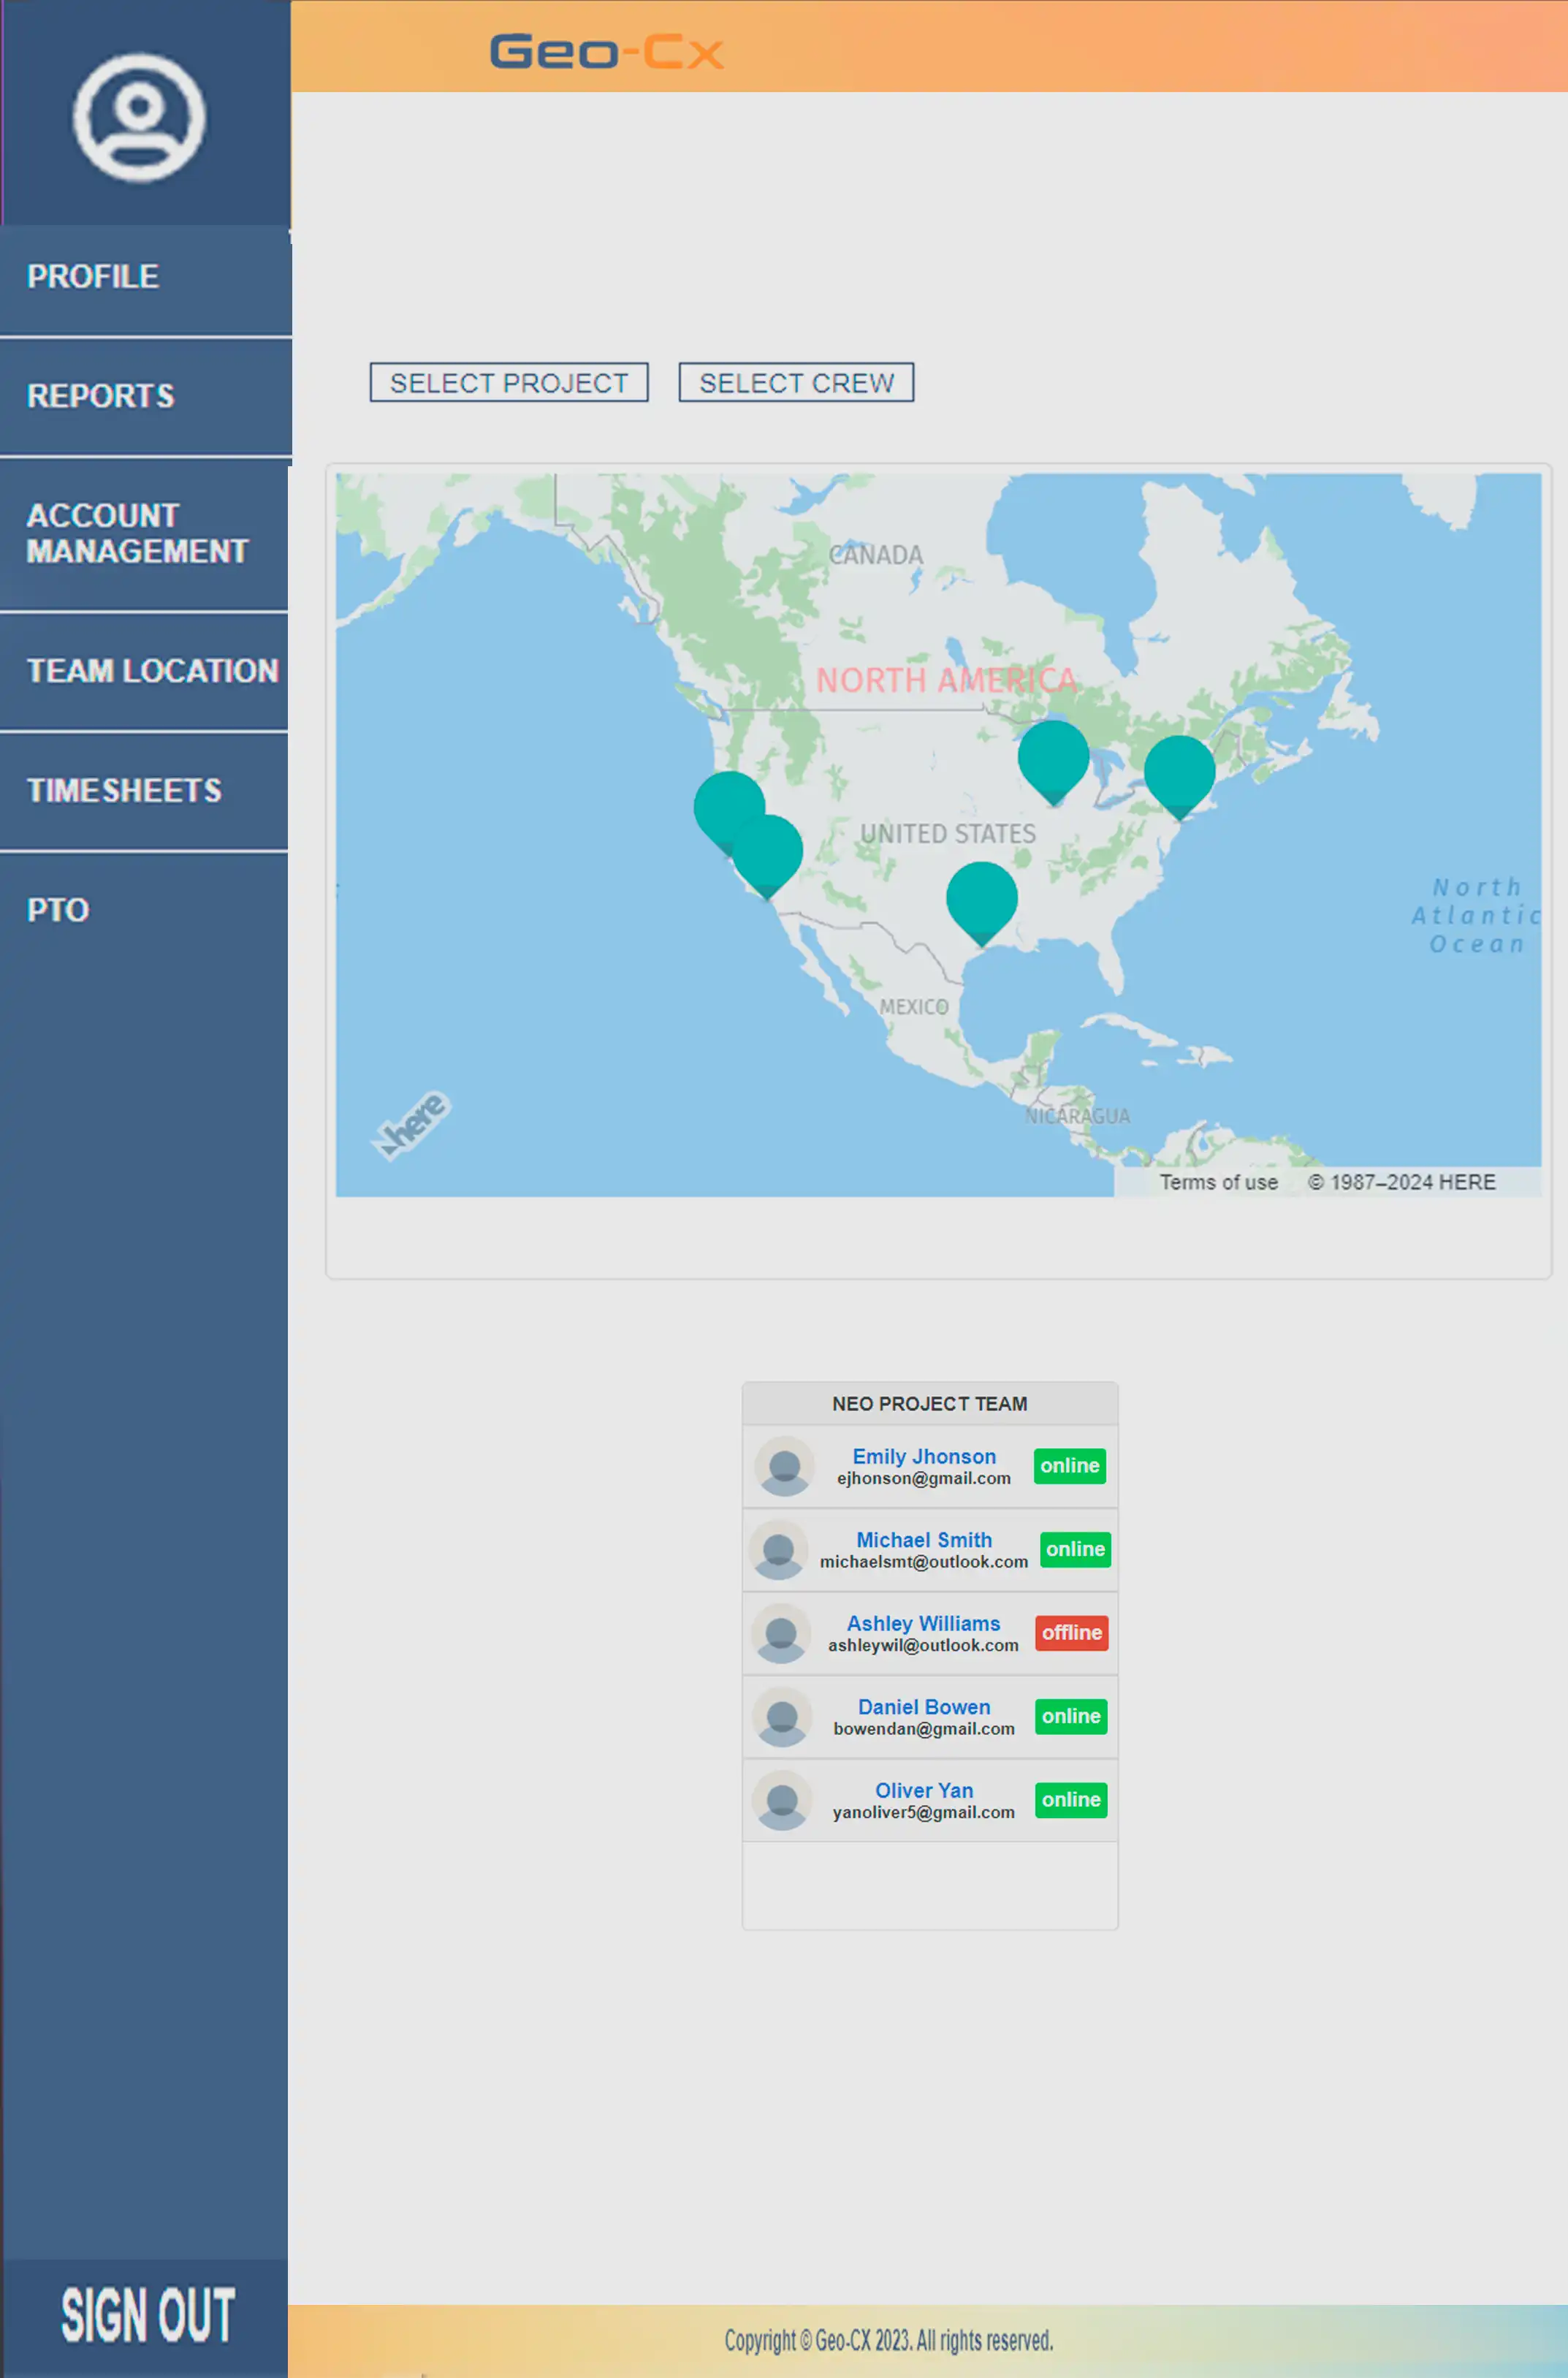 Geo-Cx
PROFILE
REPORTS
ACCOUNT
MANAGEMENT
TEAM LOCATION
TIMESHEETS
PTO
SIGN OUT
SELECT PROJECT
SELECT CREW
CANADA
NORTH AMERICA
UNITED STATES
North
Atlantic
Ocean
MEXICO
NICARAGUA
here
Terms of use © 1987–2024 HERE
NEO PROJECT TEAM
Emily Jhonson
ejhonson@gmail.com
online
Michael Smith
michaelsmt@outlook.com
online
Ashley Williams
ashleywil@outlook.com
offline
Daniel Bowen
bowendan@gmail.com
online
Oliver Yan
yanoliver5@gmail.com
online
Copyright © Geo-CX 2023. All rights reserved.